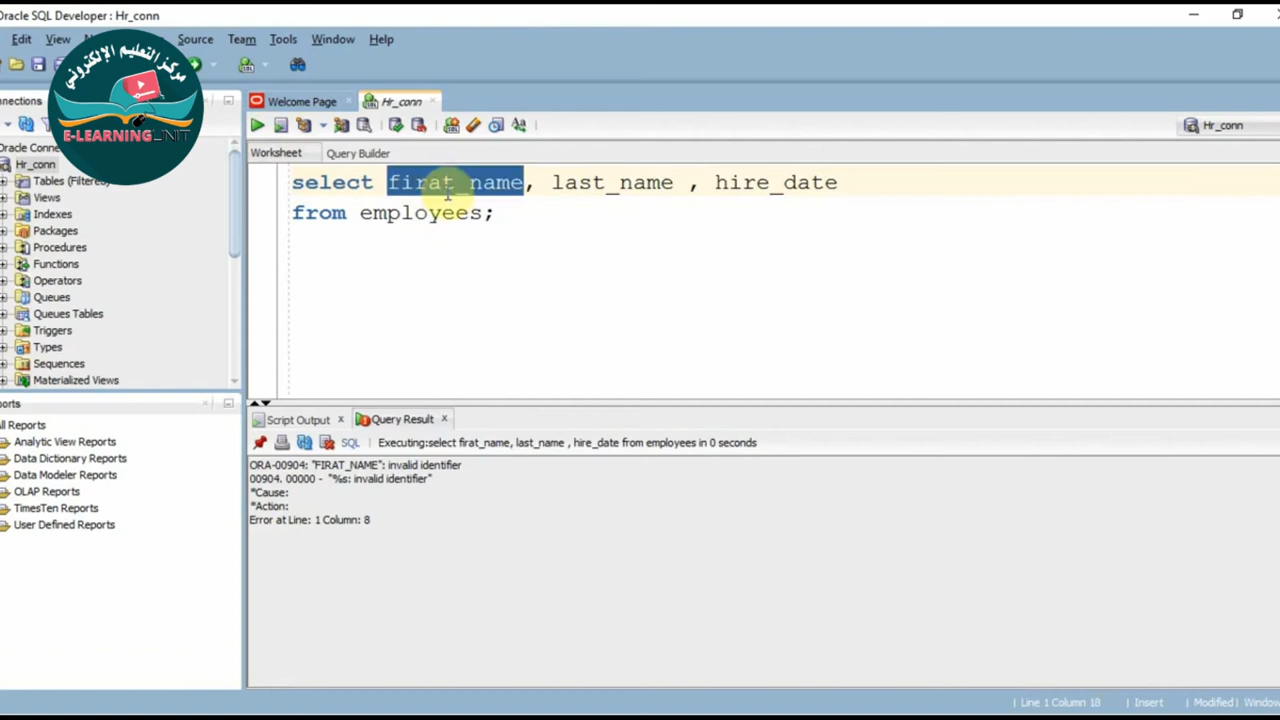 Oracle SQL Developer : Hr_conn
Edit View Source Team Tools Window Help
مركز التعليم الإلكتروني
E-LEARNING UNIT
nnections
Oracle Conne
Hr_conn
Tables (Filtered)
Views
Indexes
Packages
Procedures
Functions
Operators
Queues
Queues Tables
Triggers
Types
Sequences
Materialized Views
orts
All Reports
Analytic View Reports
Data Dictionary Reports
Data Modeler Reports
OLAP Reports
TimesTen Reports
User Defined Reports
Welcome Page Hr_conn
Hr_conn
Worksheet Query Builder
select firat_name, last_name , hire_date
from employees;
Script Output Query Result
SQL Executing:select firat_name, last_name , hire_date from employees in 0 seconds
ORA-00904: "FIRAT_NAME": invalid identifier
00904. 00000 - "%s: invalid identifier"
*Cause:
*Action:
Error at Line: 1 Column: 8
Line 1 Column 18 Insert Modified Window